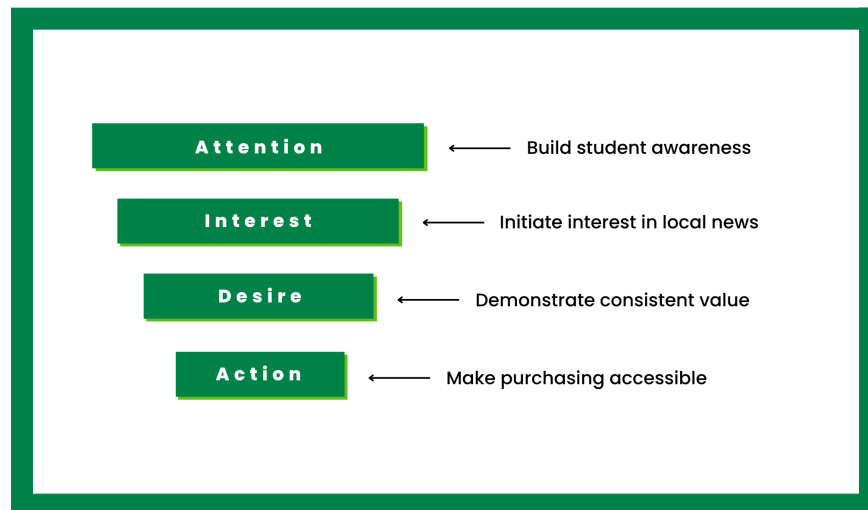 Attention
Build student awareness
Interest
Initiate interest in local news
Desire
Demonstrate consistent value
Action
Make purchasing accessible